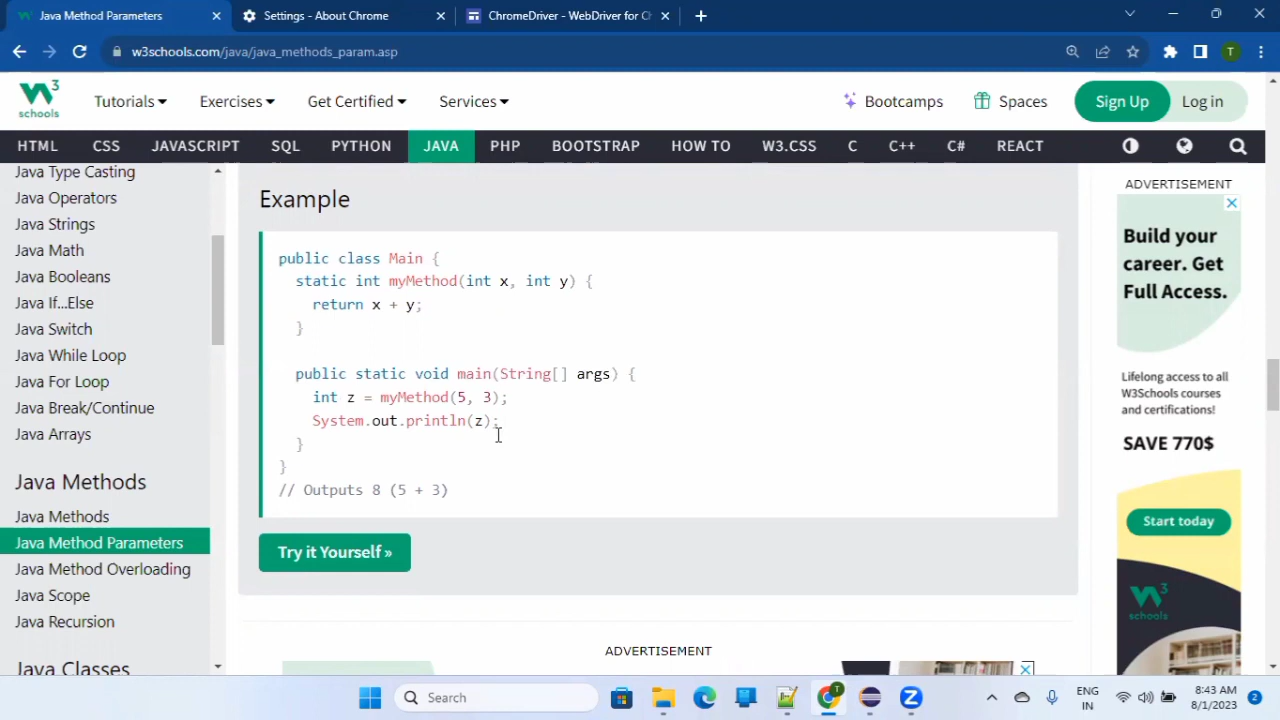 Java Method Parameters
Settings - About Chrome
ChromeDriver - WebDriver for Ch
w3schools.com/java/java_methods_param.asp
T
W3
schools
Tutorials
Exercises
Get Certified
Services
Bootcamps
Spaces
Sign Up
Log in
HTML
CSS
JAVASCRIPT
SQL
PYTHON
JAVA
PHP
BOOTSTRAP
HOW TO
W3.CSS
C
C++
C#
REACT
Java Type Casting
Java Operators
Java Strings
Java Math
Java Booleans
Java If...Else
Java Switch
Java While Loop
Java For Loop
Java Break/Continue
Java Arrays
Java Methods
Java Methods
Java Method Parameters
Java Method Overloading
Java Scope
Java Recursion
Java Classes
Example
public class Main {
static int myMethod(int x, int y) {
return x + y;
}
public static void main(String[] args) {
int z = myMethod(5, 3);
System.out.println(z);
}
}
// Outputs 8 (5 + 3)
Try it Yourself »
ADVERTISEMENT
ADVERTISEMENT
Build your
career. Get
Full Access.
Lifelong access to all
W3Schools courses
and certifications!
SAVE 770$
Start today
W3
schools
Search
T
ENG
IN
8:43 AM
8/1/2023
2